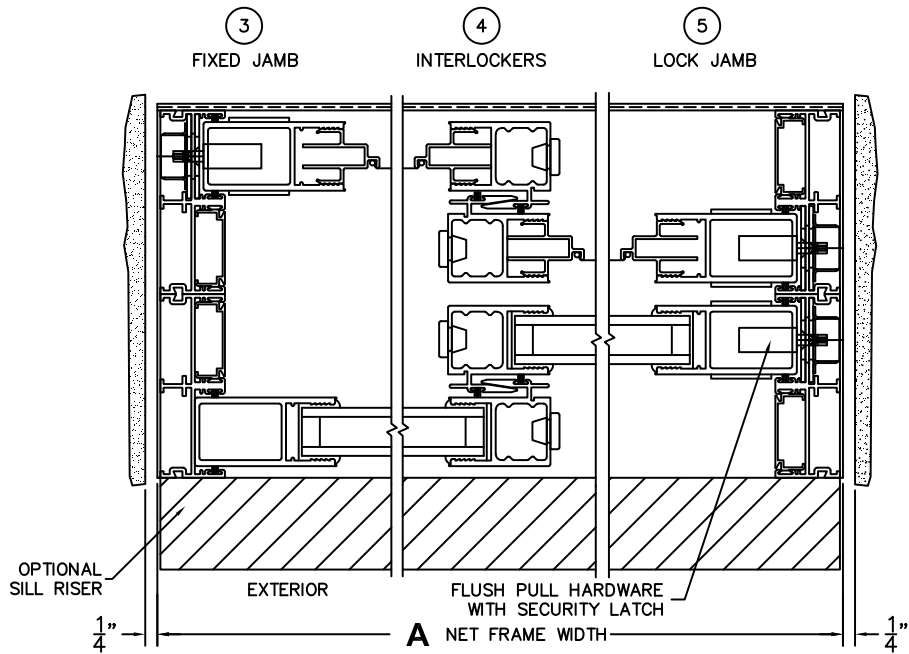 3
4
5
FIXED JAMB
INTERLOCKERS
LOCK JAMB
OPTIONAL
SILL RISER
EXTERIOR
FLUSH PULL HARDWARE
WITH SECURITY LATCH
1/4"
A NET FRAME WIDTH
1/4"